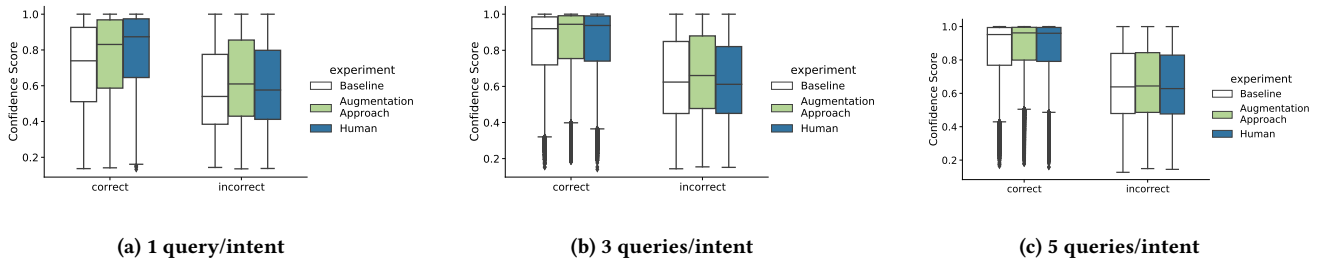 1.0
0.8
0.6
0.4
0.2
Confidence Score
correct
incorrect
experiment
Baseline
Augmentation
Approach
Human
(a) 1 query/intent
1.0
0.8
0.6
0.4
0.2
Confidence Score
correct
incorrect
experiment
Baseline
Augmentation
Approach
Human
(b) 3 queries/intent
1.0
0.8
0.6
0.4
0.2
Confidence Score
correct
incorrect
experiment
Baseline
Augmentation
Approach
Human
(c) 5 queries/intent